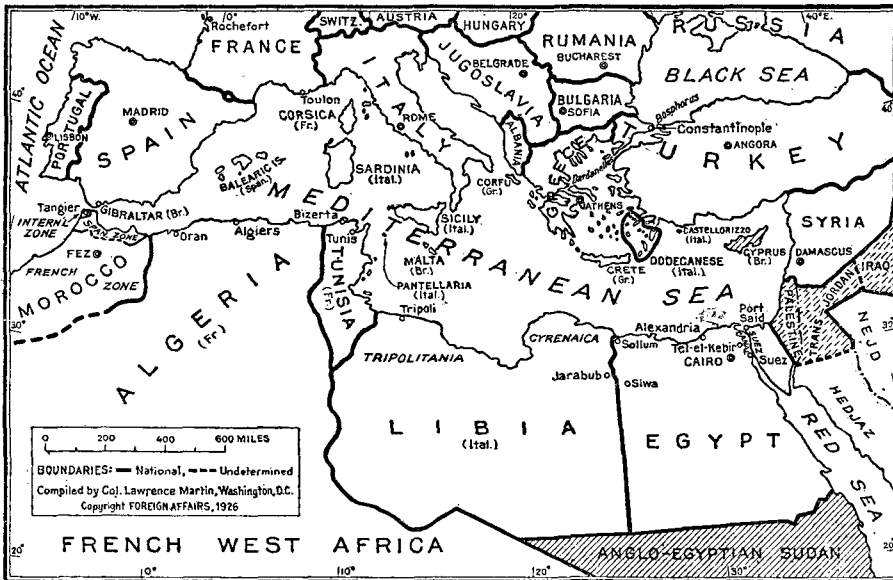 10° W.
0°
20°
40° E.
Rochefort
SWITZ.
AUSTRIA
HUNGARY
RUSSIA
FRANCE
RUMANIA
BUCHAREST
ATLANTIC OCEAN
ITALY
JUGOSLAVIA
BELGRADE
BLACK SEA
Toulon
CORSICA
(Fr.)
BULGARIA
SOFIA
Bosphorus
PORTUGAL
LISBON
MADRID
SPAIN
ROME
ALBANIA
GREECE
Constantinople
ANGORA
TURKEY
Dardanelles
BALEARIC IS.
(Span.)
SARDINIA
(Ital.)
CORFU
(Gr.)
ATHENS
MEDITERRANEAN SEA
Tangier
GIBRALTAR (Br.)
INTERN'L
ZONE
SPAN. ZONE
Oran
Algiers
Bizerta
Tunis
SICILY
(Ital.)
CASTELLORIZZO
(Ital.)
SYRIA
FEZ
FRENCH
ZONE
MOROCCO
MALTA
(Br.)
PANTELLARIA
(Ital.)
CRETE
(Gr.)
DODECANESE
(Ital.)
CYPRUS
(Br.)
DAMASCUS
IRAQ
TUNISIA
(Fr.)
ALGERIA
(Fr.)
Tripoli
30°
Alexandria
Port
Said
PALESTINE
TRANS JORDAN
TRIPOLITANIA
CYRENAICA
Sollum
Tel-el-Kebir
SUEZ
CANAL
CAIRO
Suez
NEJD
Jarabub
Siwa
HEDJAZ
LIBIA
(Ital.)
EGYPT
RED SEA
0 200 400 600 MILES
BOUNDARIES: National, Undetermined
Compiled by Col. Lawrence Martin, Washington, D.C.
Copyright FOREIGN AFFAIRS, 1926
20°
FRENCH WEST AFRICA
ANGLO-EGYPTIAN SUDAN
0°
10°
20°
30°